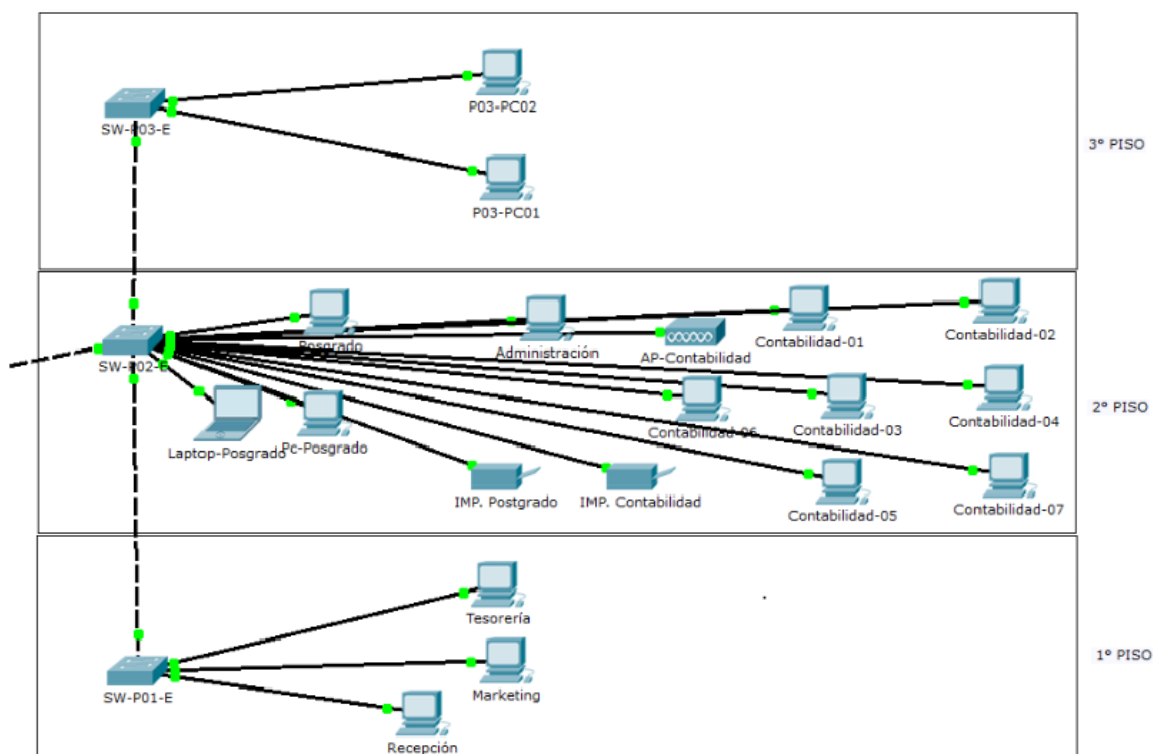 P03-PC02
SW-P03-E
3° PISO
P03-PC01
Posgrado
Administración
AP-Contabilidad
Contabilidad-01
Contabilidad-02
SW-P02-E
2° PISO
Laptop-Posgrado
Pc-Posgrado
Contabilidad-06
Contabilidad-03
Contabilidad-04
IMP. Postgrado
IMP. Contabilidad
Contabilidad-05
Contabilidad-07
Tesorería
1° PISO
SW-P01-E
Marketing
Recepción